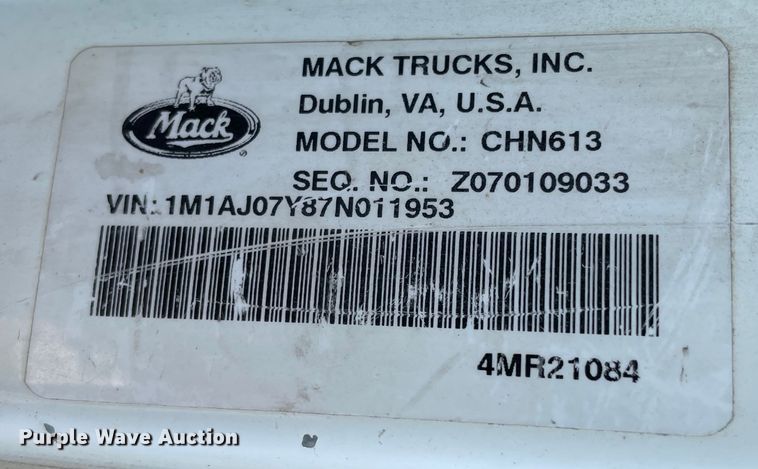 Mack
MACK TRUCKS, INC.
Dublin, VA, U.S.A.
MODEL NO.: CHN613
SEQ. NO.: Z070109033
VIN: 1M1AJ07Y87N011953
4MR21084
Purple Wave Auction